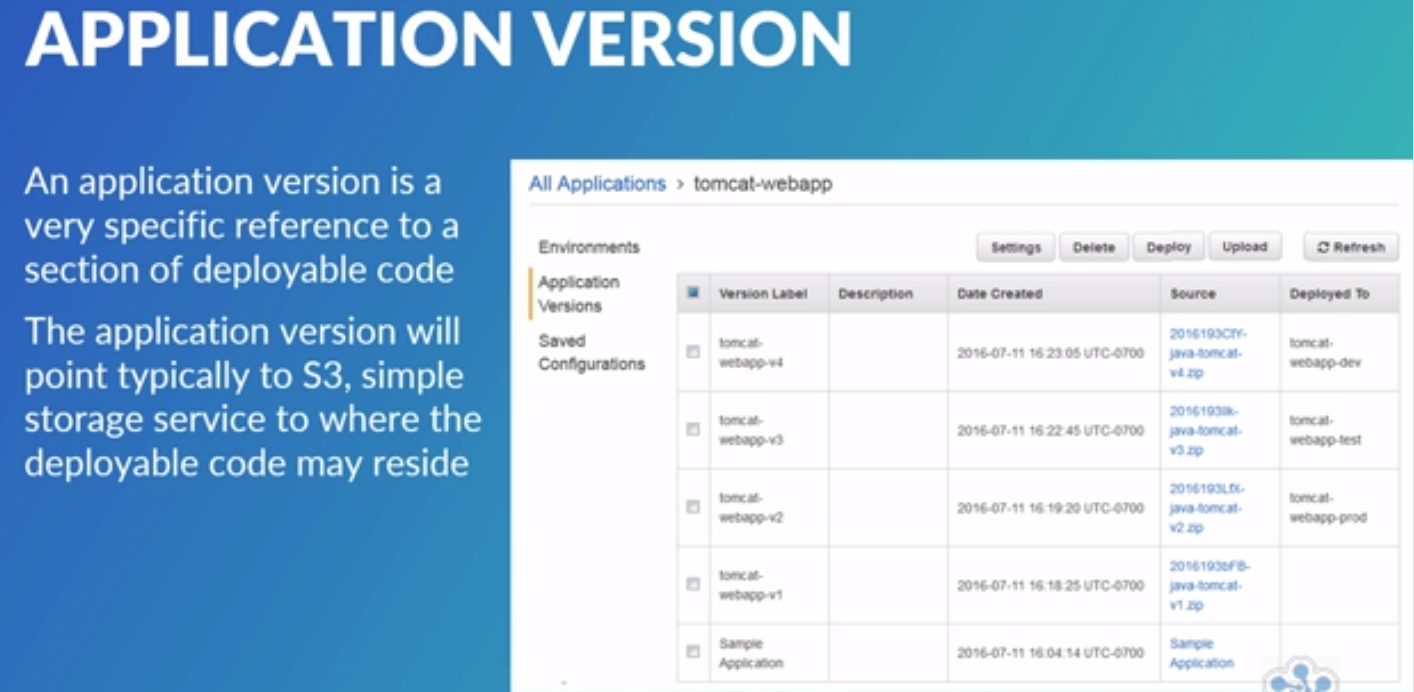 APPLICATION VERSION
An application version is a
very specific reference to a
section of deployable code
The application version will
point typically to S3, simple
storage service to where the
deployable code may reside
All Applications > tomcat-webapp
Environments
Application
Versions
Saved
Configurations
Settings Delete Deploy Upload Refresh
Version Label Description Date Created Source Deployed To
tomcat-
webapp-v4
2016-07-11 16:23:05 UTC-0700
java-tomcat-
v4.zip
tomcat-
webapp-dev
tomcat-
webapp-v3
2016-07-11 16:22:45 UTC-0700
java-tomcat-
v3.zip
tomcat-
webapp-test
tomcat-
webapp-v2
2016-07-11 16:19:20 UTC-0700
java-tomcat-
v2.zip
tomcat-
webapp-prod
tomcat-
webapp-v1
2016-07-11 16:18:25 UTC-0700
2016193bFB-
java-tomcat-
v1.zip
Sample
Application
2016-07-11 16:04:14 UTC-0700
Sample
Application